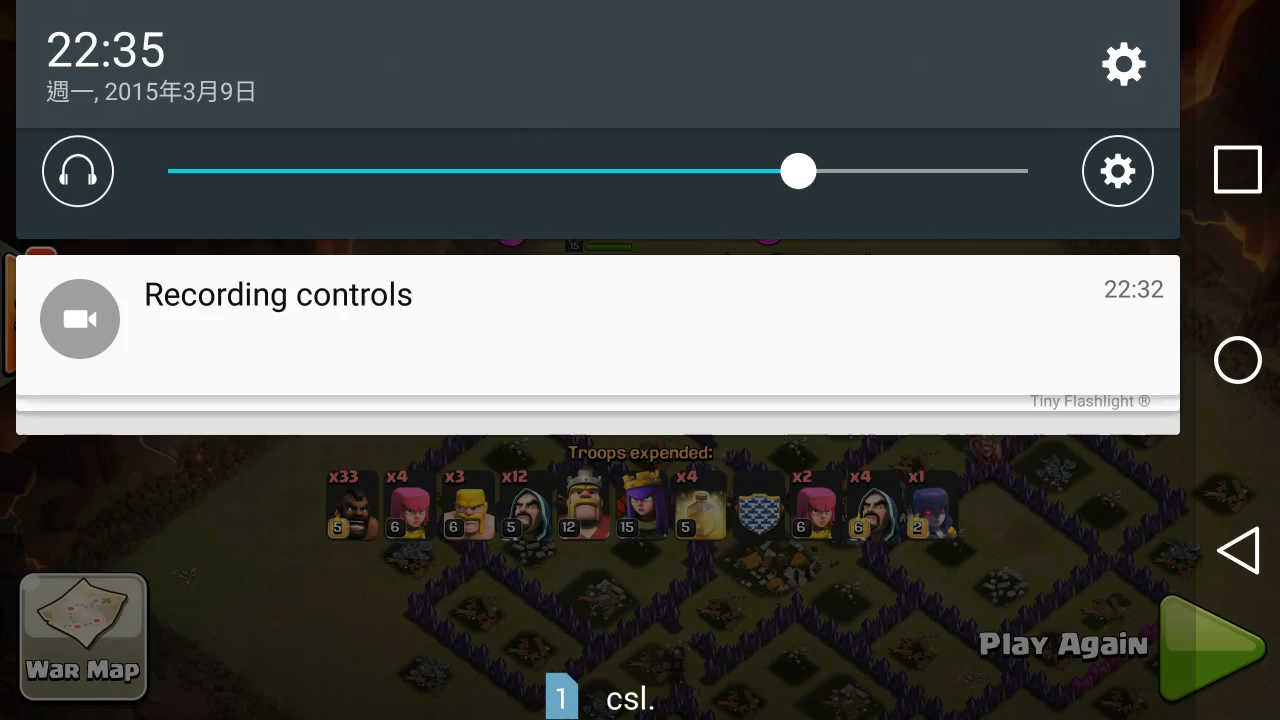 22:35
週一, 2015年3月9日
Recording controls
22:32
Tiny Flashlight ®
Troops expended:
x33 x4 x3 x12 x4 x2 x4 x1
5 6 6 5 12 15 5 6 6 2
Play Again
War Map
1 csl.